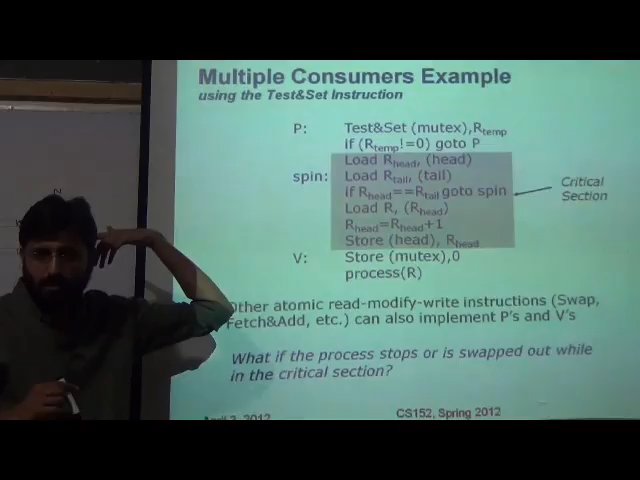 Multiple Consumers Example
using the Test&Set Instruction
P: Test&Set (mutex),Rtemp
if (Rtemp!=0) goto P
Load Rhead, (head)
spin: Load Rtail, (tail)
if Rhead==Rtail goto spin
Load R, (Rhead)
Rhead=Rhead+1
Store (head), Rhead
V: Store (mutex),0
process(R)
Critical
Section
Other atomic read-modify-write instructions (Swap,
Fetch&Add, etc.) can also implement P's and V's
What if the process stops or is swapped out while
in the critical section?
April 3, 2012 CS152, Spring 2012